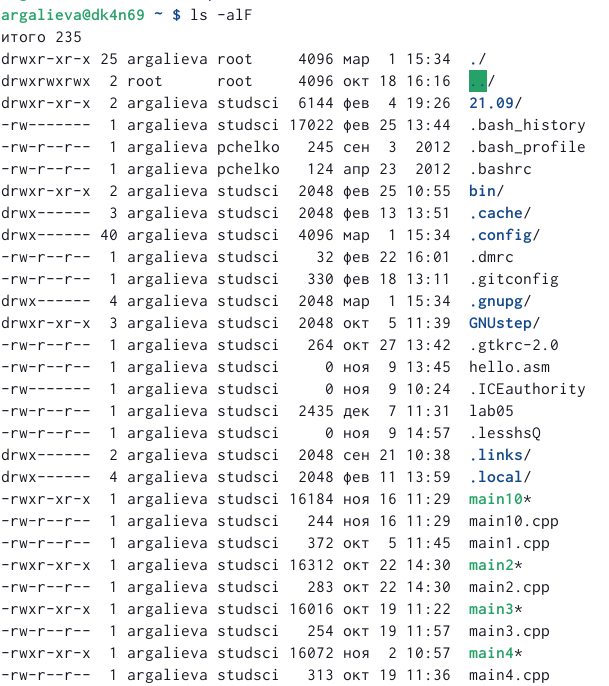 argalieva@dk4n69 ~ $ ls -alF
итого 235
drwxr-xr-x 25 argalieva root     4096 мар  1 15:34  ./
drwxrwxrwx  2 root      root     4096 окт 18 16:16  ../
drwxr-xr-x  2 argalieva studsci  6144 фев  4 19:26  21.09/
-rw-------  1 argalieva studsci 17022 фев 25 13:44  .bash_history
-rw-r--r--  1 argalieva pchelko   245 сен  3  2012  .bash_profile
-rw-r--r--  1 argalieva pchelko   124 апр 23  2012  .bashrc
drwxr-xr-x  2 argalieva studsci  2048 фев 25 10:55  bin/
drwx------  3 argalieva studsci  2048 фев 13 13:51  .cache/
drwx------ 40 argalieva studsci  4096 мар  1 15:34  .config/
-rw-r--r--  1 argalieva studsci    32 фев 22 16:01  .dmrc
-rw-r--r--  1 argalieva studsci   330 фев 18 13:11  .gitconfig
drwx------  4 argalieva studsci  2048 мар  1 15:34  .gnupg/
drwxr-xr-x  3 argalieva studsci  2048 окт  5 11:39  GNUstep/
-rw-r--r--  1 argalieva studsci   264 окт 27 13:42  .gtkrc-2.0
-rw-r--r--  1 argalieva studsci     0 ноя  9 13:45  hello.asm
-rw-------  1 argalieva studsci     0 ноя  9 10:24  .ICEauthority
-rw-r--r--  1 argalieva studsci  2435 дек  7 11:31  lab05
-rw-r--r--  1 argalieva studsci     0 ноя  9 14:57  .lesshsQ
drwx------  2 argalieva studsci  2048 сен 21 10:38  .links/
drwx------  4 argalieva studsci  2048 фев 11 13:59  .local/
-rwxr-xr-x  1 argalieva studsci 16184 ноя 16 11:29  main10*
-rw-r--r--  1 argalieva studsci   244 ноя 16 11:29  main10.cpp
-rw-r--r--  1 argalieva studsci   372 окт  5 11:45  main1.cpp
-rwxr-xr-x  1 argalieva studsci 16312 окт 22 14:30  main2*
-rw-r--r--  1 argalieva studsci   283 окт 22 14:30  main2.cpp
-rwxr-xr-x  1 argalieva studsci 16016 окт 19 11:22  main3*
-rw-r--r--  1 argalieva studsci   254 окт 19 11:57  main3.cpp
-rwxr-xr-x  1 argalieva studsci 16072 ноя  2 10:57  main4*
-rw-r--r--  1 argalieva studsci   313 окт 19 11:36  main4.cpp